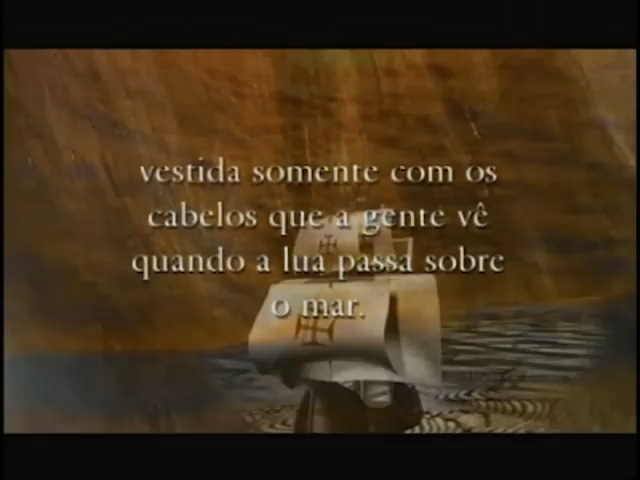 vestida somente com os
cabelos que a gente vê
quando a lua passa sobre
o mar.